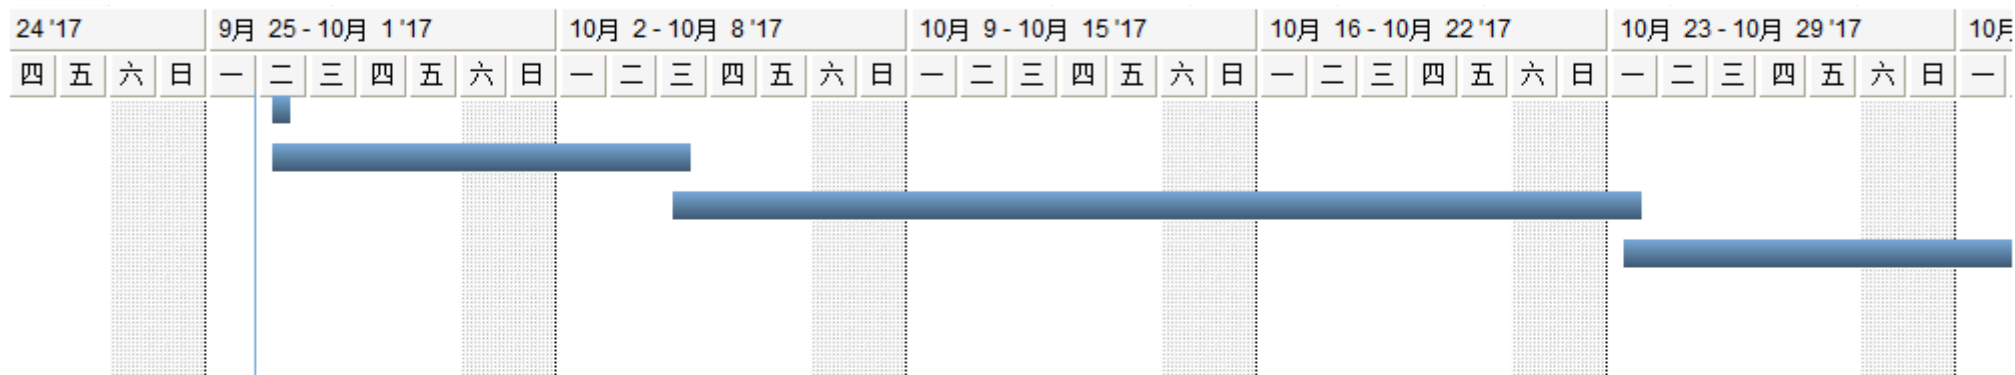 24 '17 9月 25 - 10月 1 '17 10月 2 - 10月 8 '17 10月 9 - 10月 15 '17 10月 16 - 10月 22 '17 10月 23 - 10月 29 '17 10月
四 五 六 日 一 二 三 四 五 六 日 一 二 三 四 五 六 日 一 二 三 四 五 六 日 一 二 三 四 五 六 日 一 二 三 四 五 六 日 一